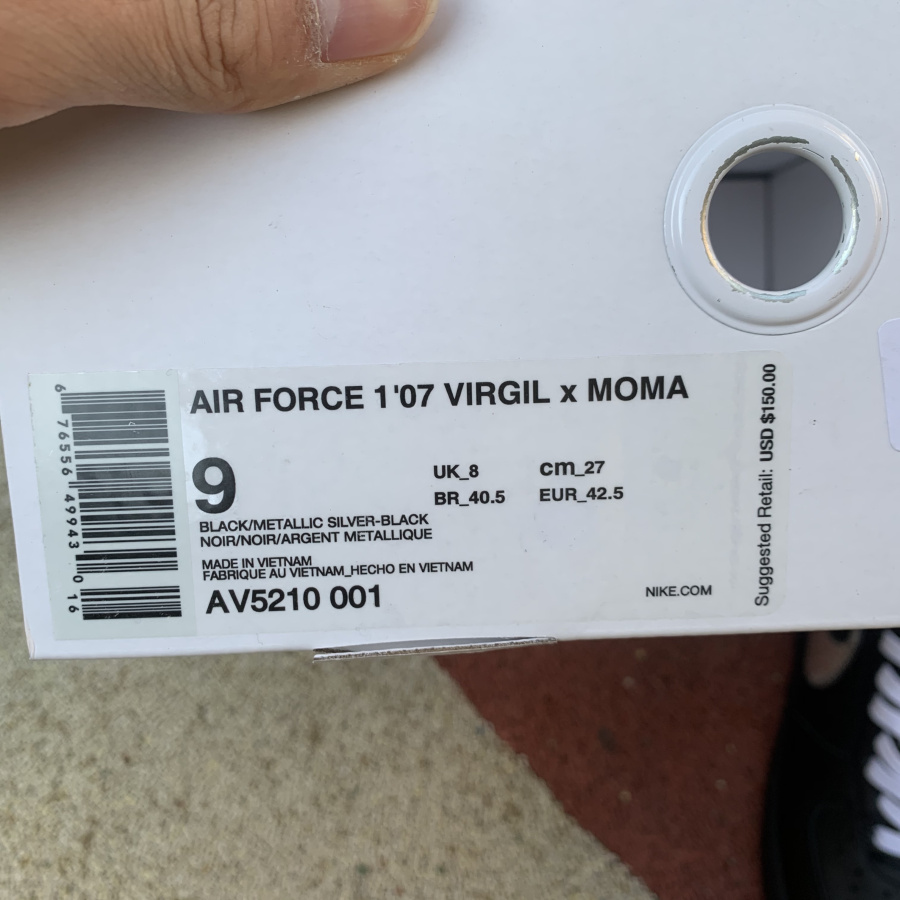 AIR FORCE 1 '07 VIRGIL x MOMA
9
UK_8 cm_27
BR_40.5 EUR_42.5
BLACK/METALLIC SILVER-BLACK
NOIR/NOIR/ARGENT METALLIQUE
MADE IN VIETNAM
FABRIQUE AU VIETNAM_HECHO EN VIETNAM
AV5210 001
NIKE.COM
Suggested Retail: USD $150.00
6 76556 49943 0 16